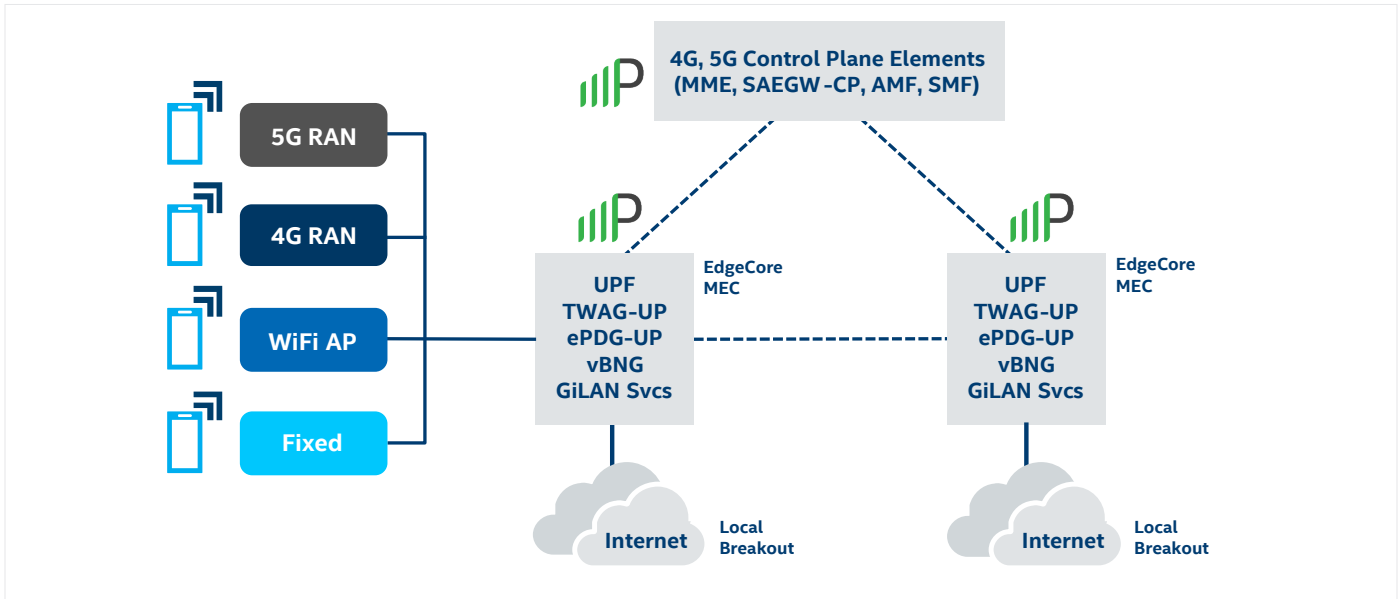 4G, 5G Control Plane Elements
(MME, SAEGW-CP, AMF, SMF)
5G RAN
4G RAN
WiFi AP
Fixed
UPF
TWAG-UP
ePDG-UP
vBNG
GiLAN Svcs
EdgeCore
MEC
UPF
TWAG-UP
ePDG-UP
vBNG
GiLAN Svcs
EdgeCore
MEC
Internet
Local
Breakout
Internet
Local
Breakout